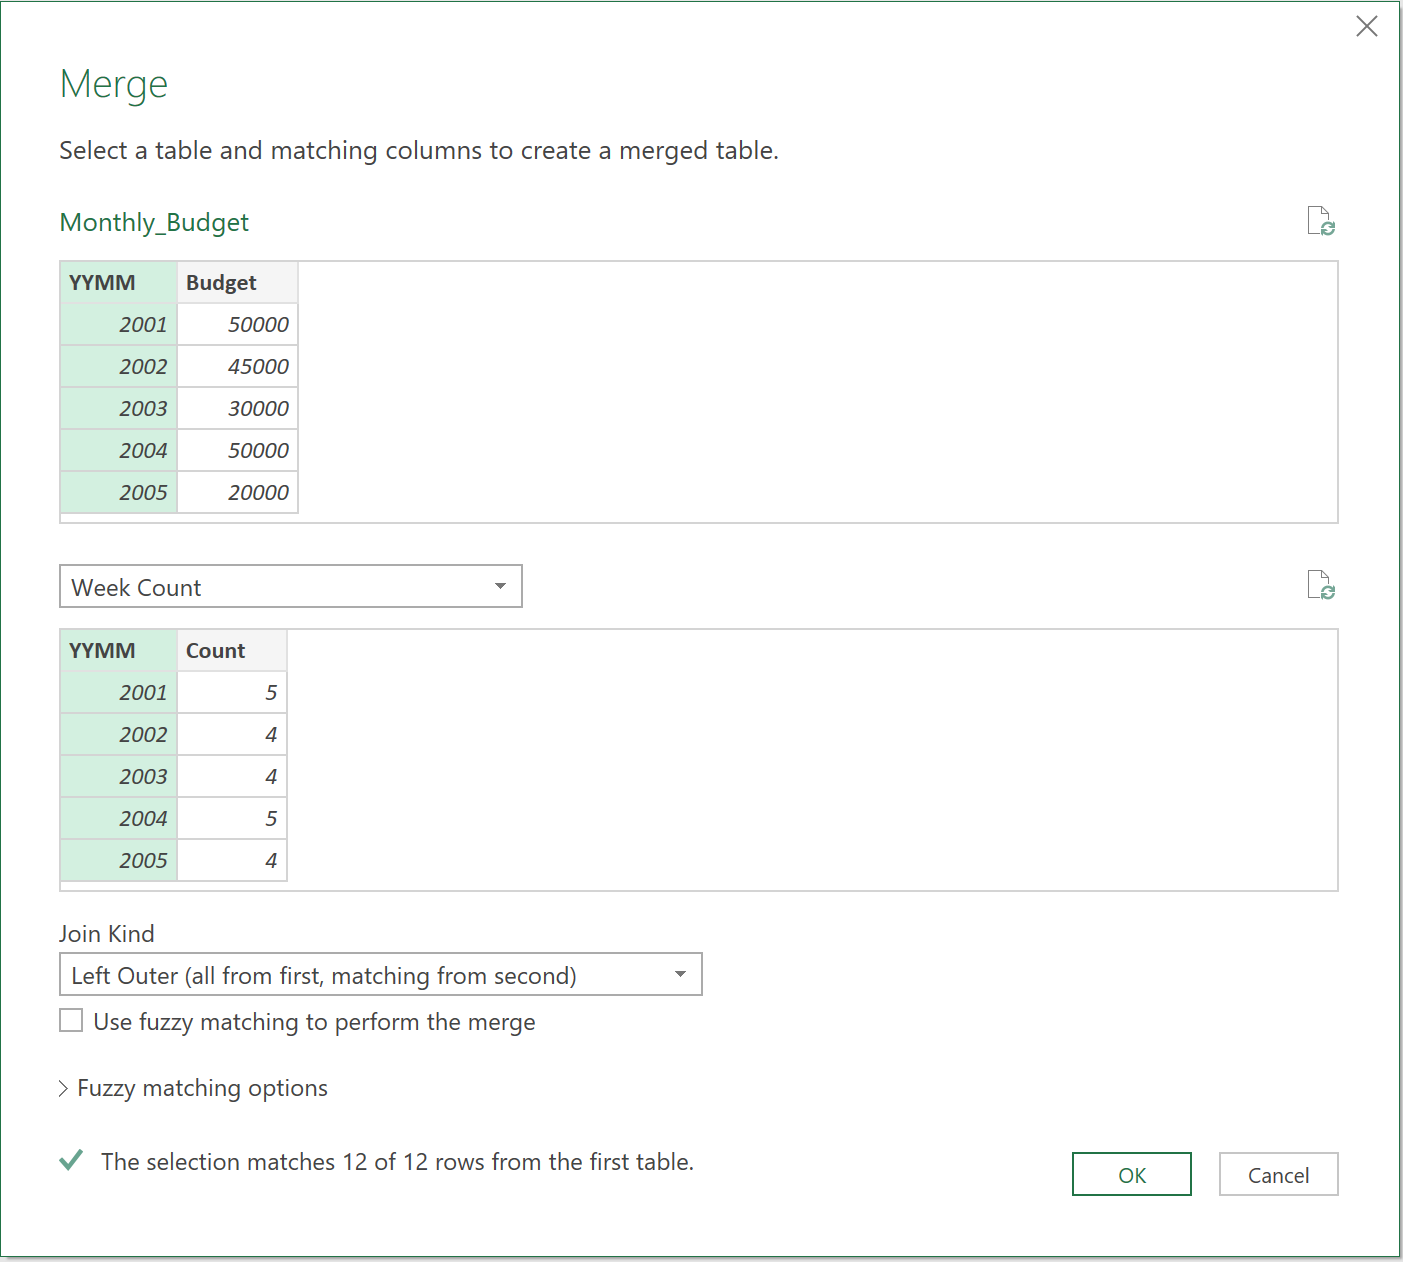 Merge
Select a table and matching columns to create a merged table.
Monthly_Budget
YYMM Budget
2001 50000
2002 45000
2003 30000
2004 50000
2005 20000
Week Count
YYMM Count
2001 5
2002 4
2003 4
2004 5
2005 4
Join Kind
Left Outer (all from first, matching from second)
Use fuzzy matching to perform the merge
Fuzzy matching options
The selection matches 12 of 12 rows from the first table.
OK Cancel